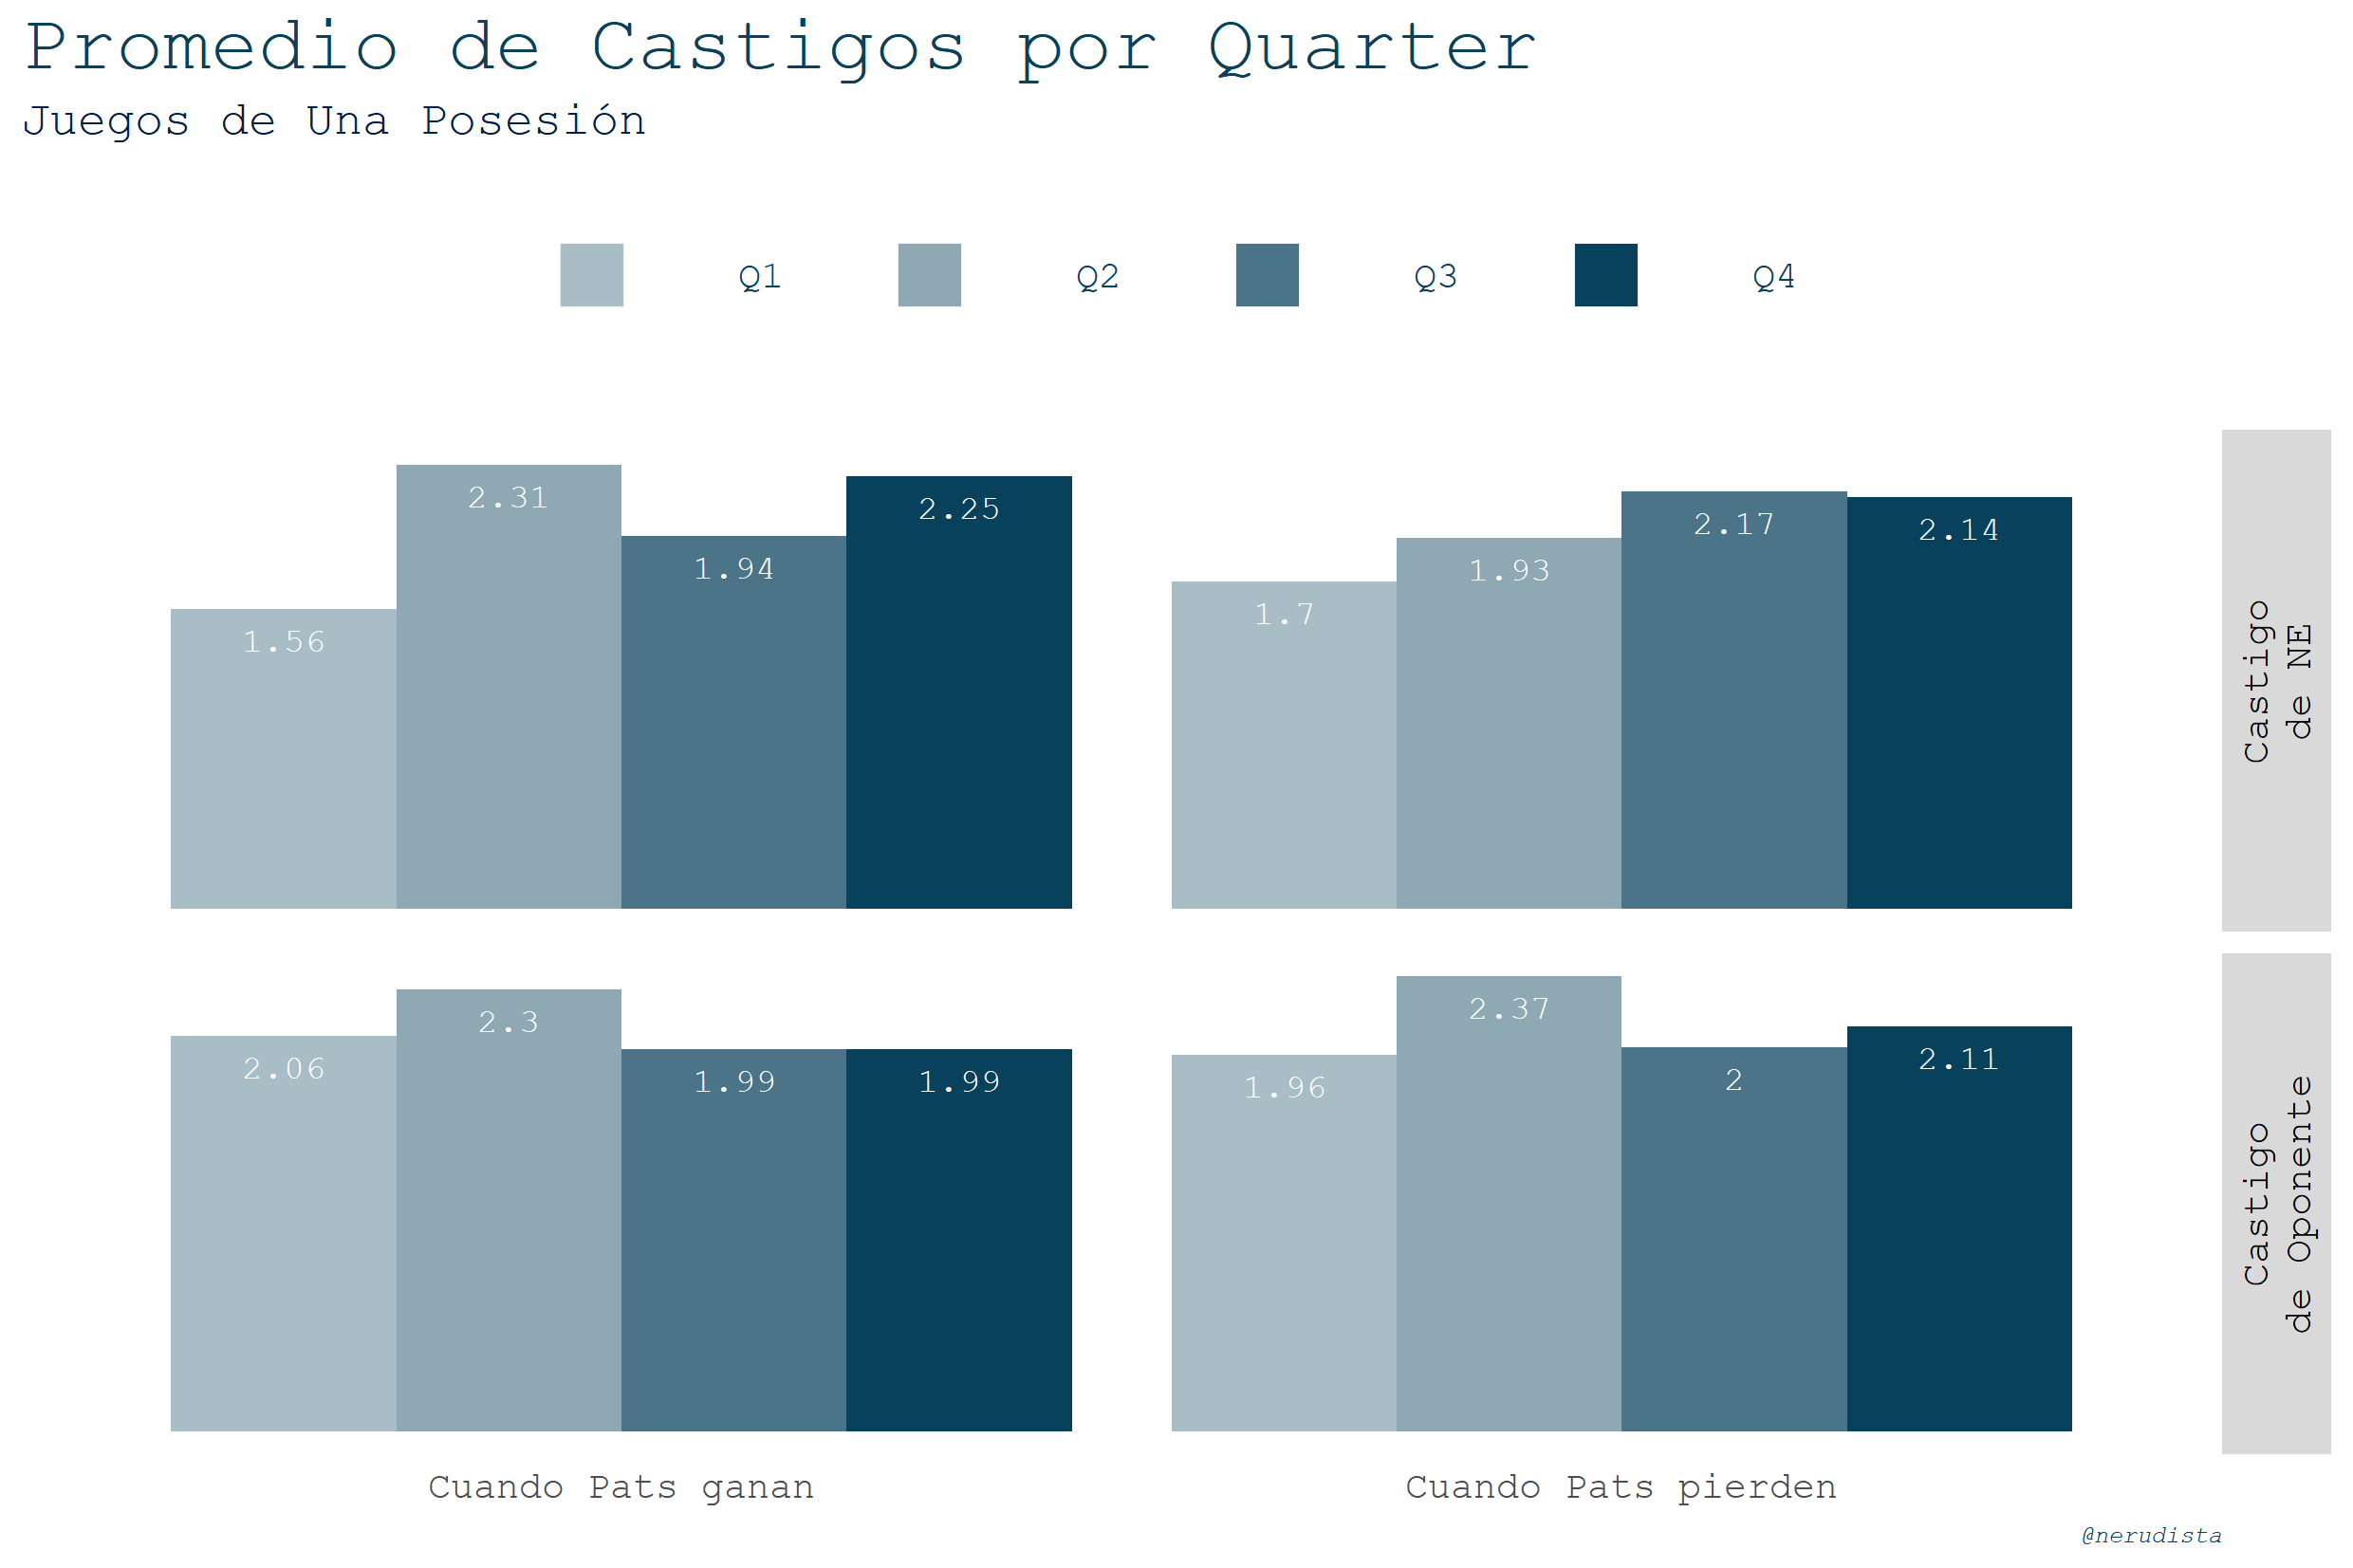 Promedio de Castigos por Quarter
Juegos de Una Posesión
Q1 Q2 Q3 Q4
1.56 2.31 1.94 2.25
1.7 1.93 2.17 2.14
Castigo
de NE
2.06 2.3 1.99 1.99
1.96 2.37 2 2.11
Castigo
de Oponente
Cuando Pats ganan
Cuando Pats pierden
@nerudista